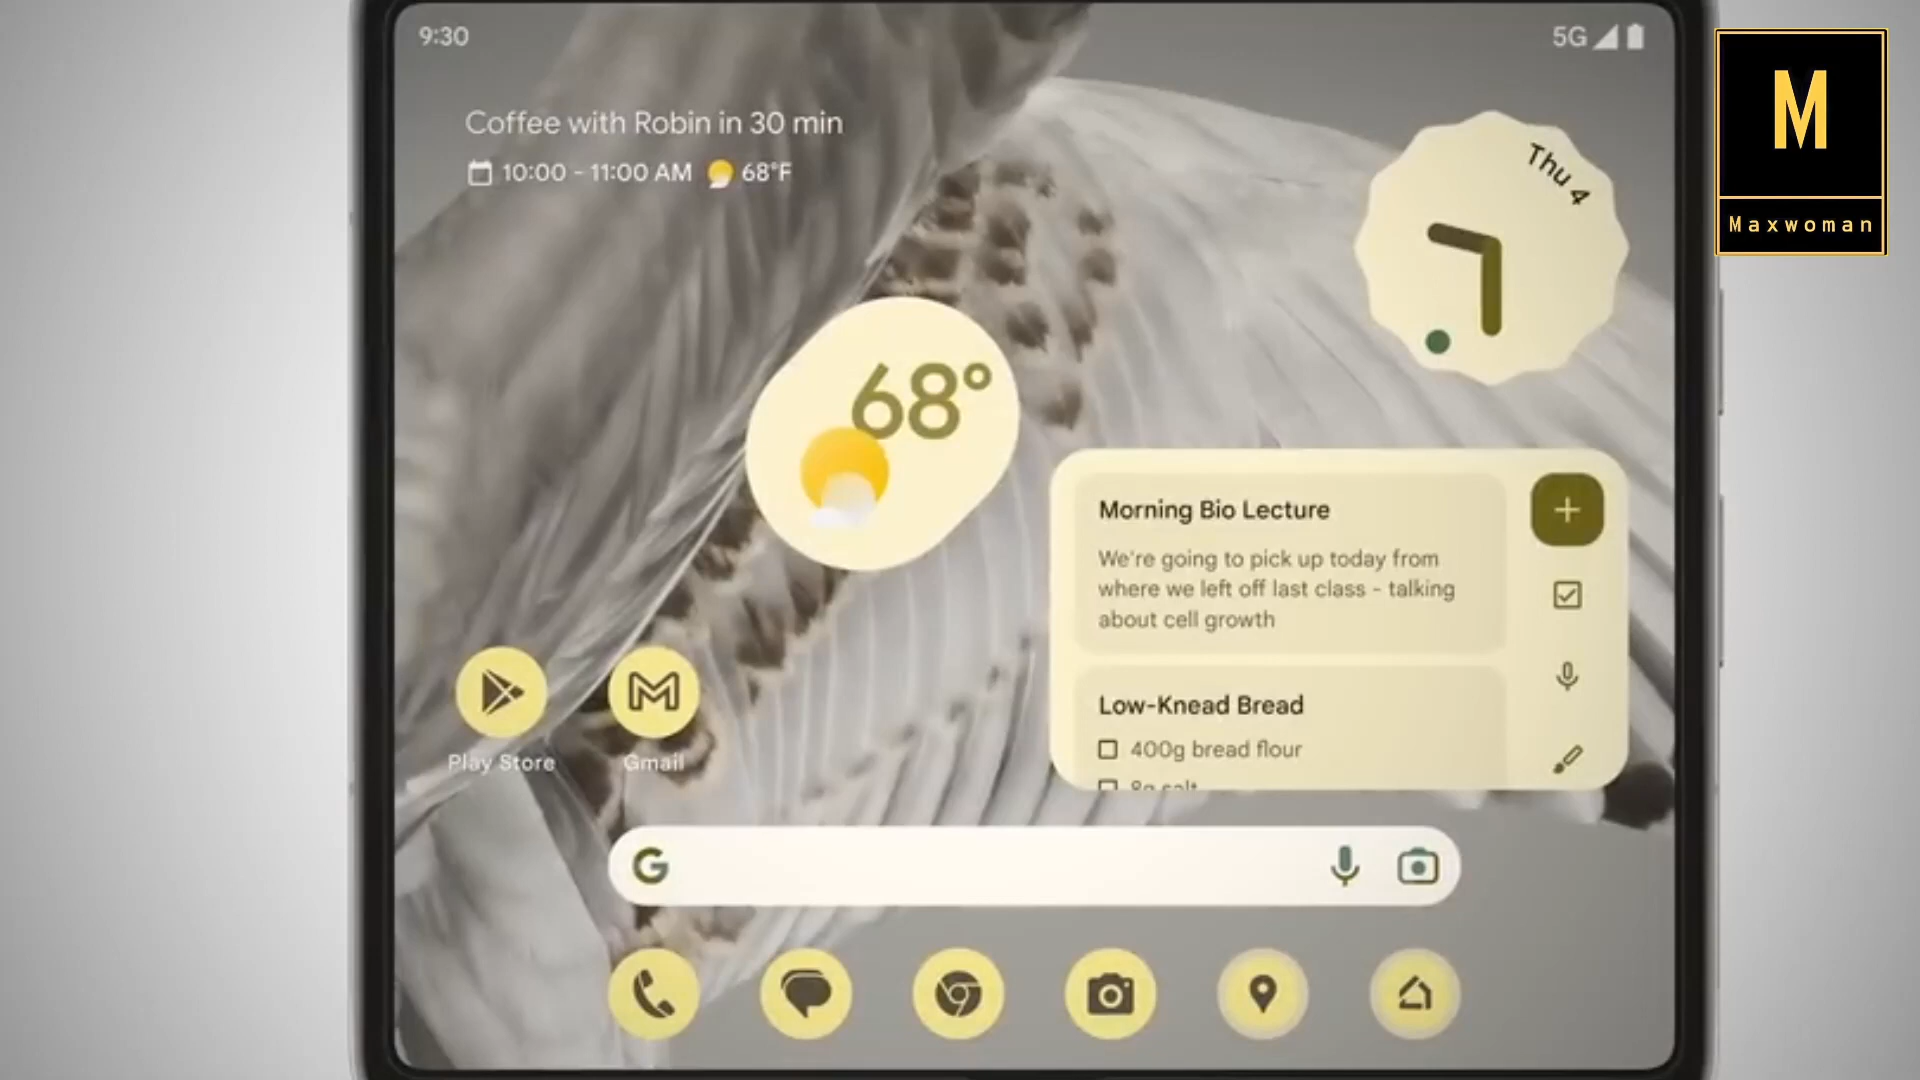 9:30
5G
M
Maxwoman
Coffee with Robin in 30 min
10:00 - 11:00 AM 68°F
Thu 4
68°
Morning Bio Lecture
We're going to pick up today from
where we left off last class - talking
about cell growth
Low-Knead Bread
400g bread flour
8g salt
Play Store
Gmail